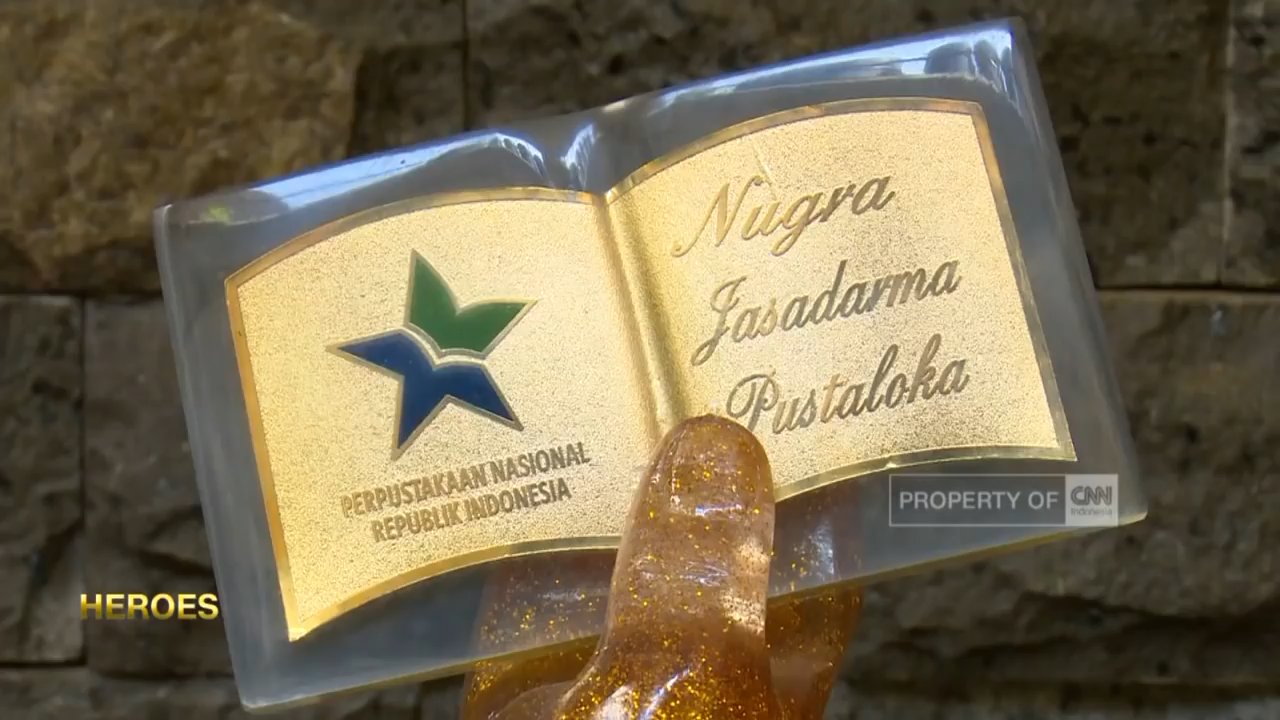 Nugra
Jasadarma
Pustaloka
PERPUSTAKAAN NASIONAL
REPUBLIK INDONESIA
PROPERTY OF CNN Indonesia
HEROES